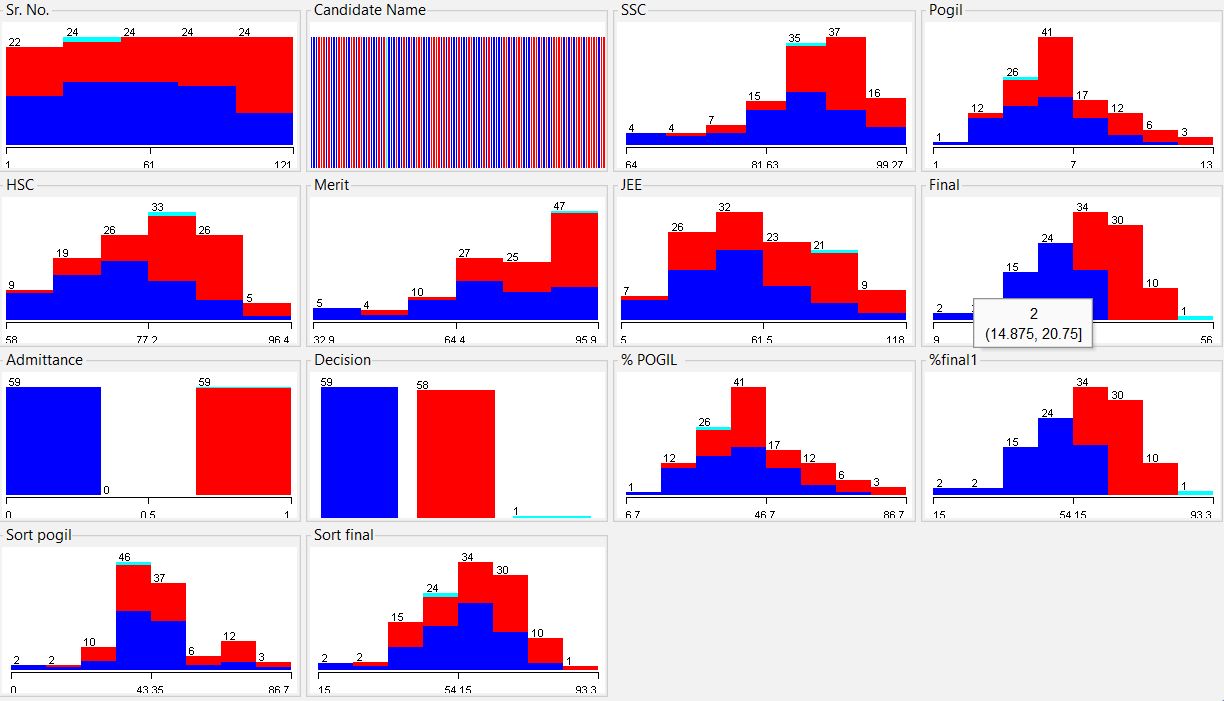 Sr. No.
22 24 24 24 24
1 61 121
Candidate Name
SSC
4 4 7 15 35 37 16
64 81.63 99.27
Pogil
1 12 26 41 17 12 6 3
1 7 13
HSC
9 19 26 33 26 5
58 77.2 96.4
Merit
5 4 10 27 25 47
32.9 64.4 95.9
JEE
7 26 32 23 21 9
5 61.5 118
Final
2 15 24 34 30 10 1
9 56
2
(14.875, 20.75]
Admittance
59 0 59
0 0.5 1
Decision
59 58 1
% POGIL
1 12 26 41 17 12 6 3
6.7 46.7 86.7
%final1
2 2 15 24 34 30 10 1
15 54.15 93.3
Sort pogil
2 2 10 46 37 6 12 3
0 43.35 86.7
Sort final
2 2 15 24 34 30 10 1
15 54.15 93.3